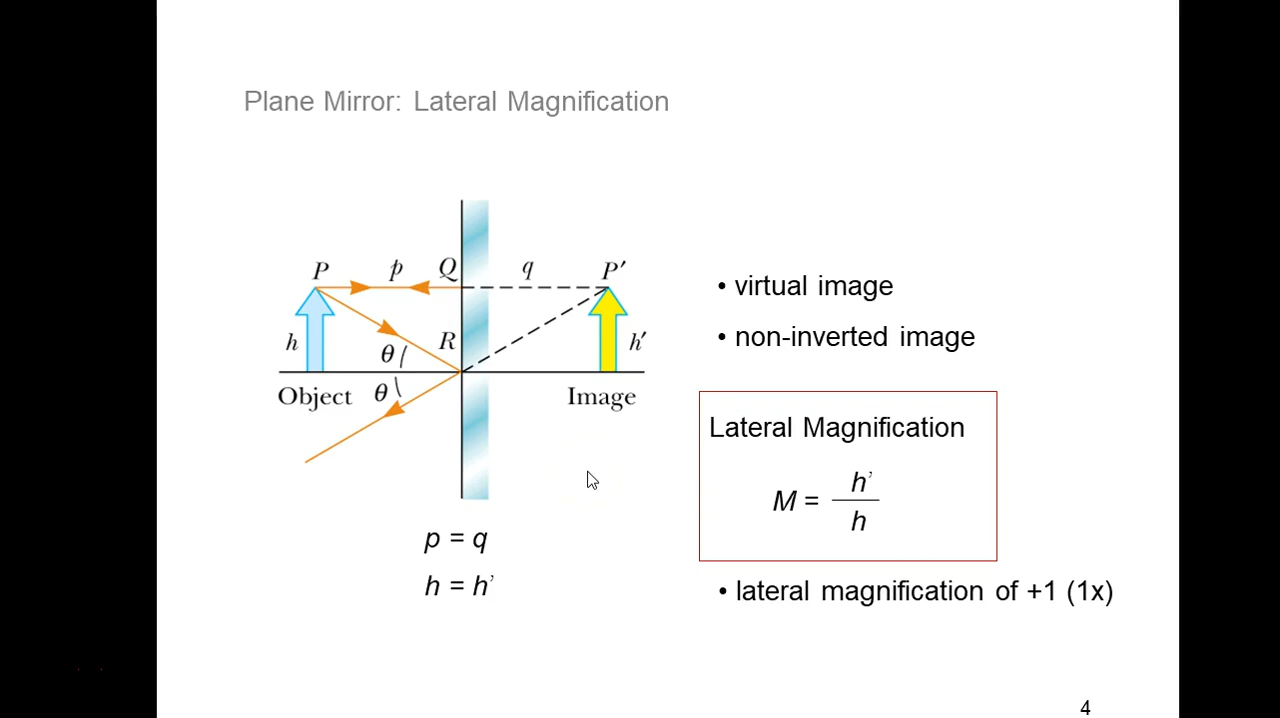 Plane Mirror: Lateral Magnification
P p Q q P′
h θ R h′
θ
Object Image
p = q
h = h’
• virtual image
• non-inverted image
Lateral Magnification
M = h’
h
• lateral magnification of +1 (1x)
4